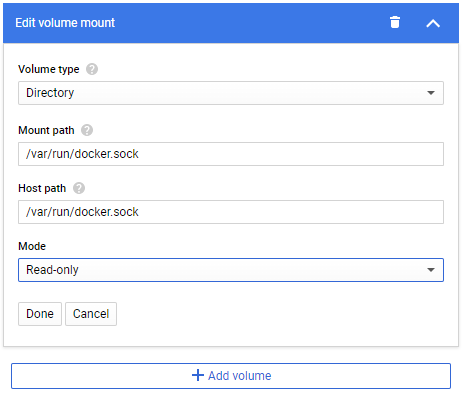 Edit volume mount
Volume type ?
Directory
Mount path ?
/var/run/docker.sock
Host path ?
/var/run/docker.sock
Mode
Read-only
Done Cancel
+ Add volume